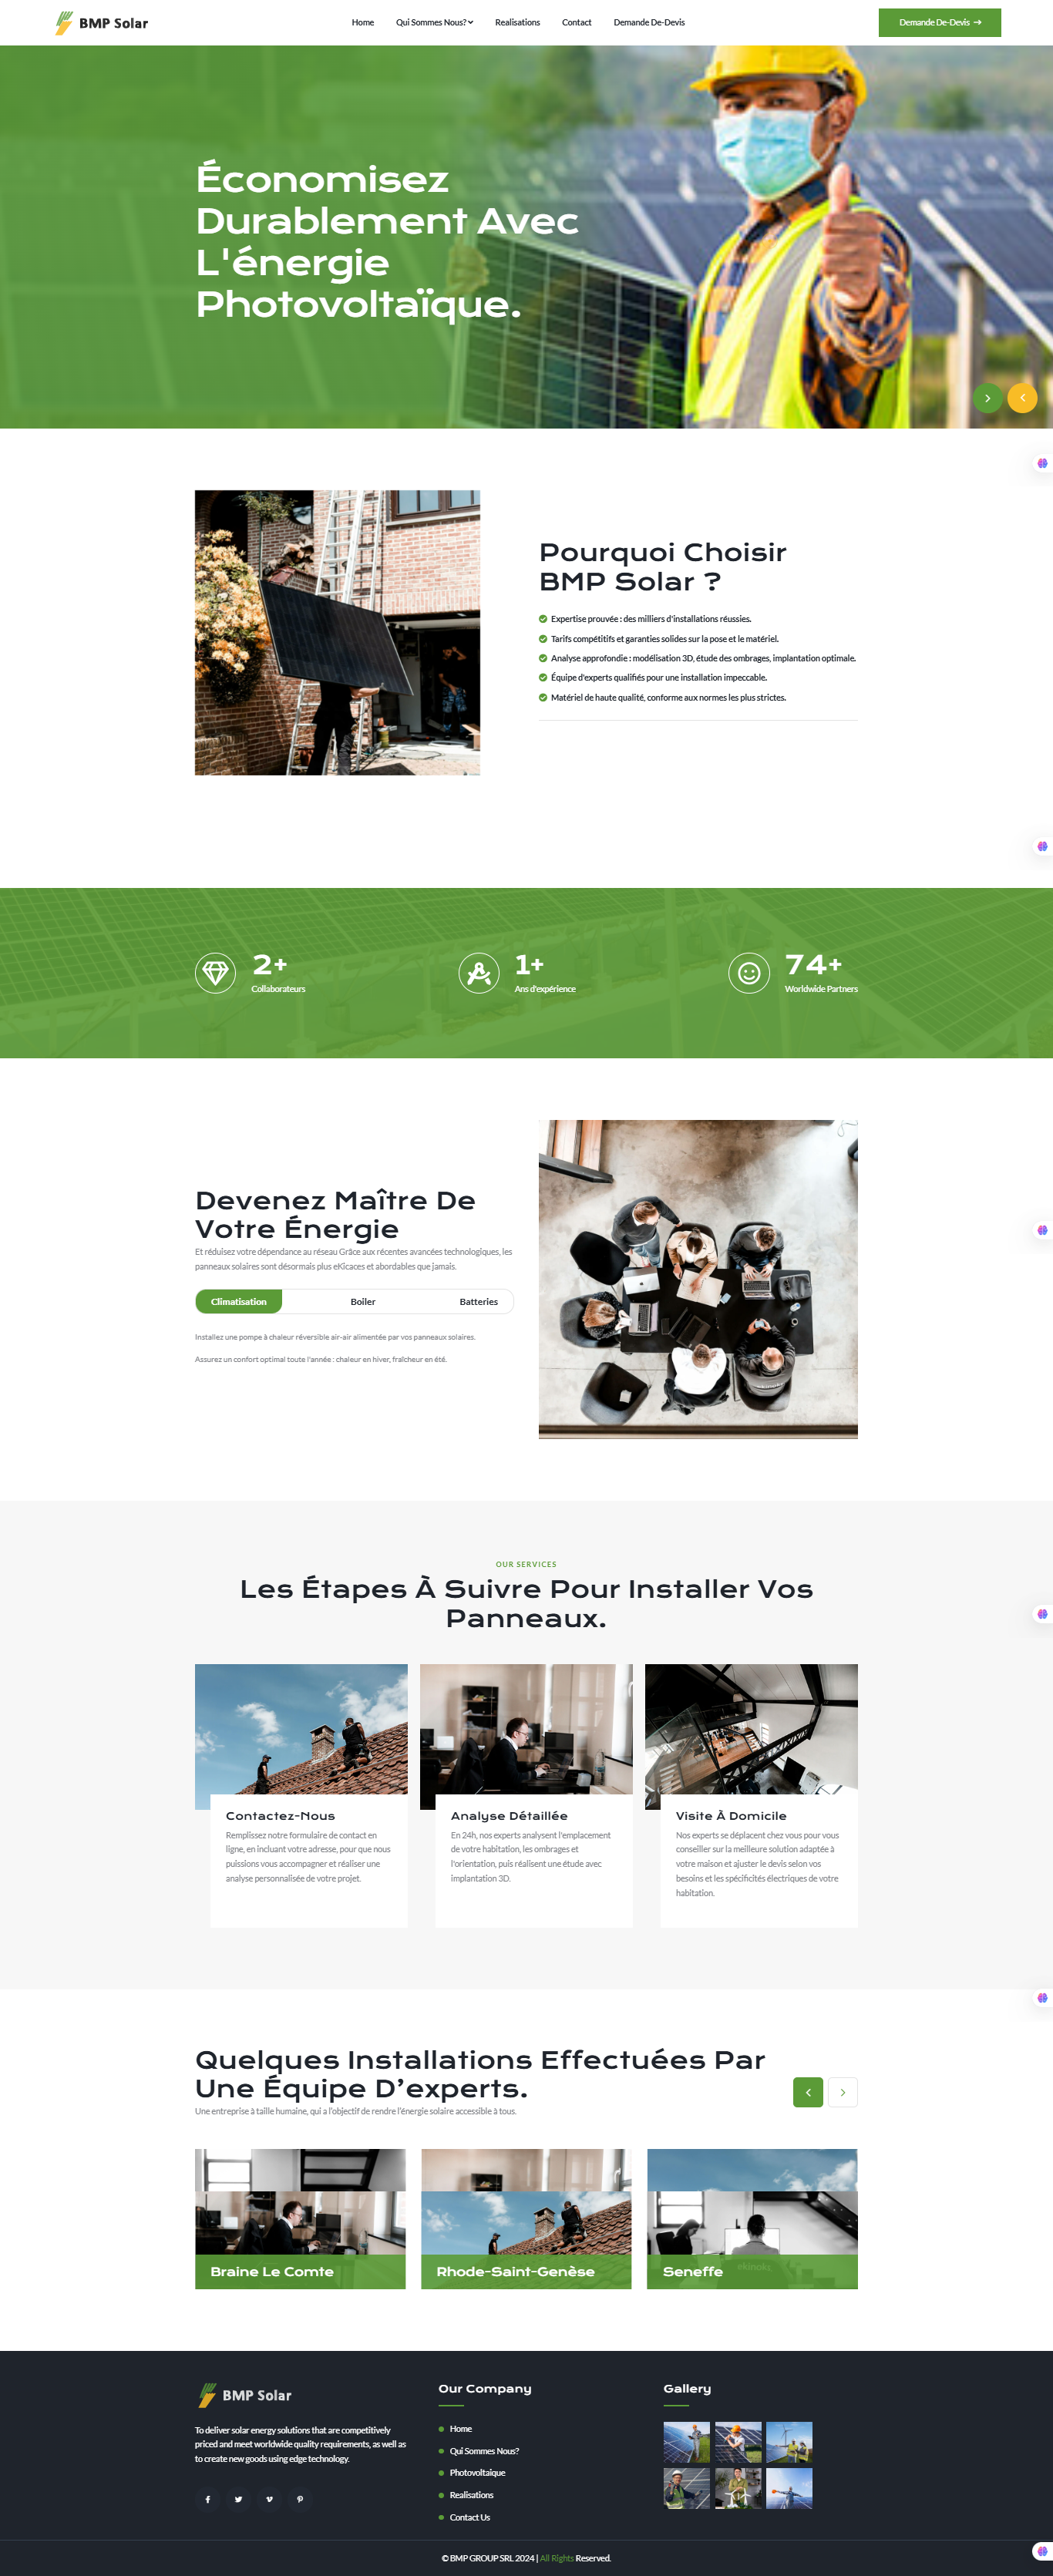 BMP Solar
Home
Qui Sommes Nous?
Realisations
Contact
Demande De-Devis
Demande De-Devis
Économisez
Durablement Avec
L'énergie
Photovoltaïque.
Pourquoi Choisir
BMP Solar ?
Expertise prouvée : des milliers d'installations réussies.
Tarifs compétitifs et garanties solides sur la pose et le matériel.
Analyse approfondie : modélisation 3D, étude des ombrages, implantation optimale.
Équipe d'experts qualifiés pour une installation impeccable.
Matériel de haute qualité, conforme aux normes les plus strictes.
2+
Collaborateurs
1+
Ans d'expérience
74+
Worldwide Partners
Devenez Maître De
Votre Énergie
Et réduisez votre dépendance au réseau Grâce aux récentes avancées technologiques, les
panneaux solaires sont désormais plus eKicaces et abordables que jamais.
Climatisation
Boiler
Batteries
Installez une pompe à chaleur réversible air-air alimentée par vos panneaux solaires.
Assurez un confort optimal toute l'année : chaleur en hiver, fraîcheur en été.
OUR SERVICES
Les Étapes À Suivre Pour Installer Vos
Panneaux.
Contactez-Nous
Remplissez notre formulaire de contact en
ligne, en incluant votre adresse, pour que nous
puissions vous accompagner et réaliser une
analyse personnalisée de votre projet.
Analyse Détaillée
En 24h, nos experts analysent l'emplacement
de votre habitation, les ombrages et
l'orientation, puis réalisent une étude avec
implantation 3D.
Visite À Domicile
Nos experts se déplacent chez vous pour vous
conseiller sur la meilleure solution adaptée à
votre maison et ajuster le devis selon vos
besoins et les spécificités électriques de votre
habitation.
Quelques Installations Effectuées Par
Une Équipe D’experts.
Une entreprise à taille humaine, qui a l’objectif de rendre l’énergie solaire accessible à tous.
Braine Le Comte
Rhode-Saint-Genèse
Seneffe
BMP Solar
To deliver solar energy solutions that are competitively
priced and meet worldwide quality requirements, as well as
to create new goods using edge technology.
Our Company
Home
Qui Sommes Nous?
Photovoltaïque
Realisations
Contact Us
Gallery
© BMP GROUP SRL 2024 | All Rights Reserved.